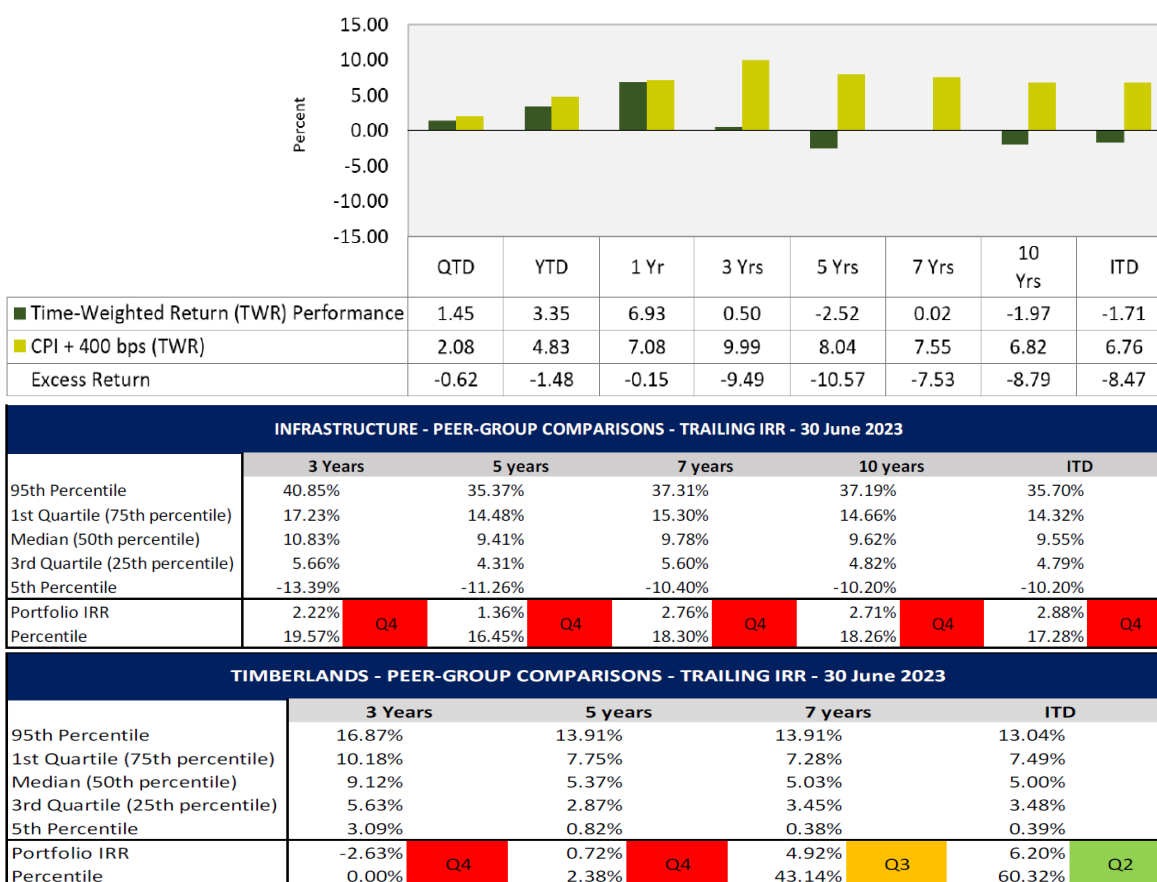 15.00
10.00
5.00
0.00
-5.00
-10.00
-15.00
Percent
QTD YTD 1 Yr 3 Yrs 5 Yrs 7 Yrs 10 Yrs ITD
Time-Weighted Return (TWR) Performance 1.45 3.35 6.93 0.50 -2.52 0.02 -1.97 -1.71
CPI + 400 bps (TWR) 2.08 4.83 7.08 9.99 8.04 7.55 6.82 6.76
Excess Return -0.62 -1.48 -0.15 -9.49 -10.57 -7.53 -8.79 -8.47
INFRASTRUCTURE - PEER-GROUP COMPARISONS - TRAILING IRR - 30 June 2023
3 Years 5 years 7 years 10 years ITD
95th Percentile 40.85% 35.37% 37.31% 37.19% 35.70%
1st Quartile (75th percentile) 17.23% 14.48% 15.30% 14.66% 14.32%
Median (50th percentile) 10.83% 9.41% 9.78% 9.62% 9.55%
3rd Quartile (25th percentile) 5.66% 4.31% 5.60% 4.82% 4.79%
5th Percentile -13.39% -11.26% -10.40% -10.20% -10.20%
Portfolio IRR 2.22% 1.36% 2.76% 2.71% 2.88%
Q4 Q4 Q4 Q4 Q4
Percentile 19.57% 16.45% 18.30% 18.26% 17.28%
TIMBERLANDS - PEER-GROUP COMPARISONS - TRAILING IRR - 30 June 2023
3 Years 5 years 7 years ITD
95th Percentile 16.87% 13.91% 13.91% 13.04%
1st Quartile (75th percentile) 10.18% 7.75% 7.28% 7.49%
Median (50th percentile) 9.12% 5.37% 5.03% 5.00%
3rd Quartile (25th percentile) 5.63% 2.87% 3.45% 3.48%
5th Percentile 3.09% 0.82% 0.38% 0.39%
Portfolio IRR -2.63% 0.72% 4.92% 6.20%
Q4 Q4 Q3 Q2
Percentile 0.00% 2.38% 43.14% 60.32%